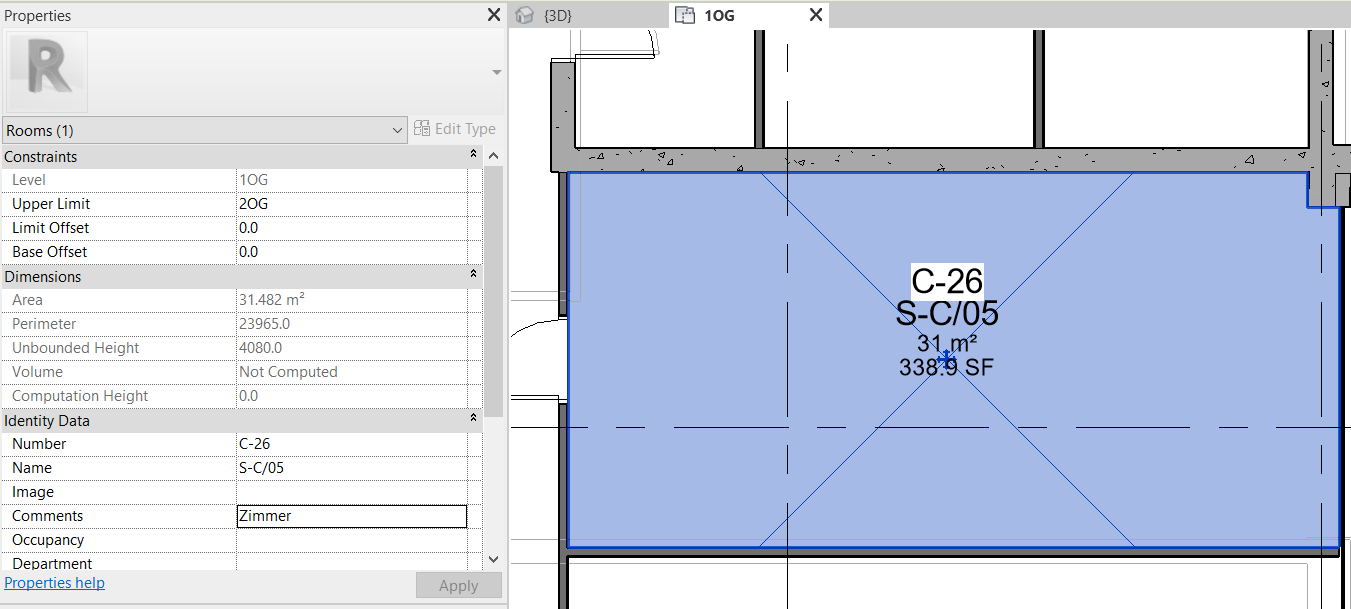 Properties
{3D}
1OG
R
Rooms (1)
Edit Type
Constraints
Level 1OG
Upper Limit 2OG
Limit Offset 0.0
Base Offset 0.0
Dimensions
Area 31.482 m²
Perimeter 23965.0
Unbounded Height 4080.0
Volume Not Computed
Computation Height 0.0
Identity Data
Number C-26
Name S-C/05
Image
Comments Zimmer
Occupancy
Department
Properties help
Apply
C-26
S-C/05
31 m²
338.9 SF